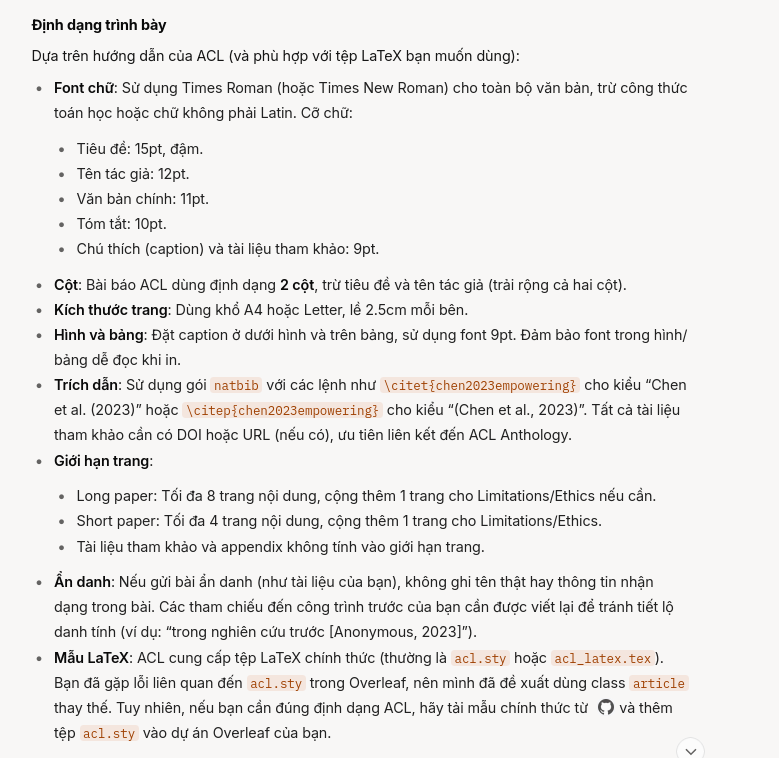 Định dạng trình bày
Dựa trên hướng dẫn của ACL (và phù hợp với tệp LaTeX bạn muốn dùng):
• Font chữ: Sử dụng Times Roman (hoặc Times New Roman) cho toàn bộ văn bản, trừ công thức
toán học hoặc chữ không phải Latin. Cỡ chữ:
• Tiêu đề: 15pt, đậm.
• Tên tác giả: 12pt.
• Văn bản chính: 11pt.
• Tóm tắt: 10pt.
• Chú thích (caption) và tài liệu tham khảo: 9pt.
• Cột: Bài báo ACL dùng định dạng 2 cột, trừ tiêu đề và tên tác giả (trải rộng cả hai cột).
• Kích thước trang: Dùng khổ A4 hoặc Letter, lề 2.5cm mỗi bên.
• Hình và bảng: Đặt caption ở dưới hình và trên bảng, sử dụng font 9pt. Đảm bảo font trong hình/
bảng dễ đọc khi in.
• Trích dẫn: Sử dụng gói natbib với các lệnh như \citet{chen2023empowering} cho kiểu “Chen
et al. (2023)” hoặc \citep{chen2023empowering} cho kiểu “(Chen et al., 2023)”. Tất cả tài liệu
tham khảo cần có DOI hoặc URL (nếu có), ưu tiên liên kết đến ACL Anthology.
• Giới hạn trang:
• Long paper: Tối đa 8 trang nội dung, cộng thêm 1 trang cho Limitations/Ethics nếu cần.
• Short paper: Tối đa 4 trang nội dung, cộng thêm 1 trang cho Limitations/Ethics.
• Tài liệu tham khảo và appendix không tính vào giới hạn trang.
• Ẩn danh: Nếu gửi bài ẩn danh (như tài liệu của bạn), không ghi tên thật hay thông tin nhận
dạng trong bài. Các tham chiếu đến công trình trước của bạn cần được viết lại để tránh tiết lộ
danh tính (ví dụ: “trong nghiên cứu trước [Anonymous, 2023]”).
• Mẫu LaTeX: ACL cung cấp tệp LaTeX chính thức (thường là acl.sty hoặc acl_latex.tex).
Bạn đã gặp lỗi liên quan đến acl.sty trong Overleaf, nên mình đã đề xuất dùng class article
thay thế. Tuy nhiên, nếu bạn cần đúng định dạng ACL, hãy tải mẫu chính thức từ và thêm
tệp acl.sty vào dự án Overleaf của bạn.